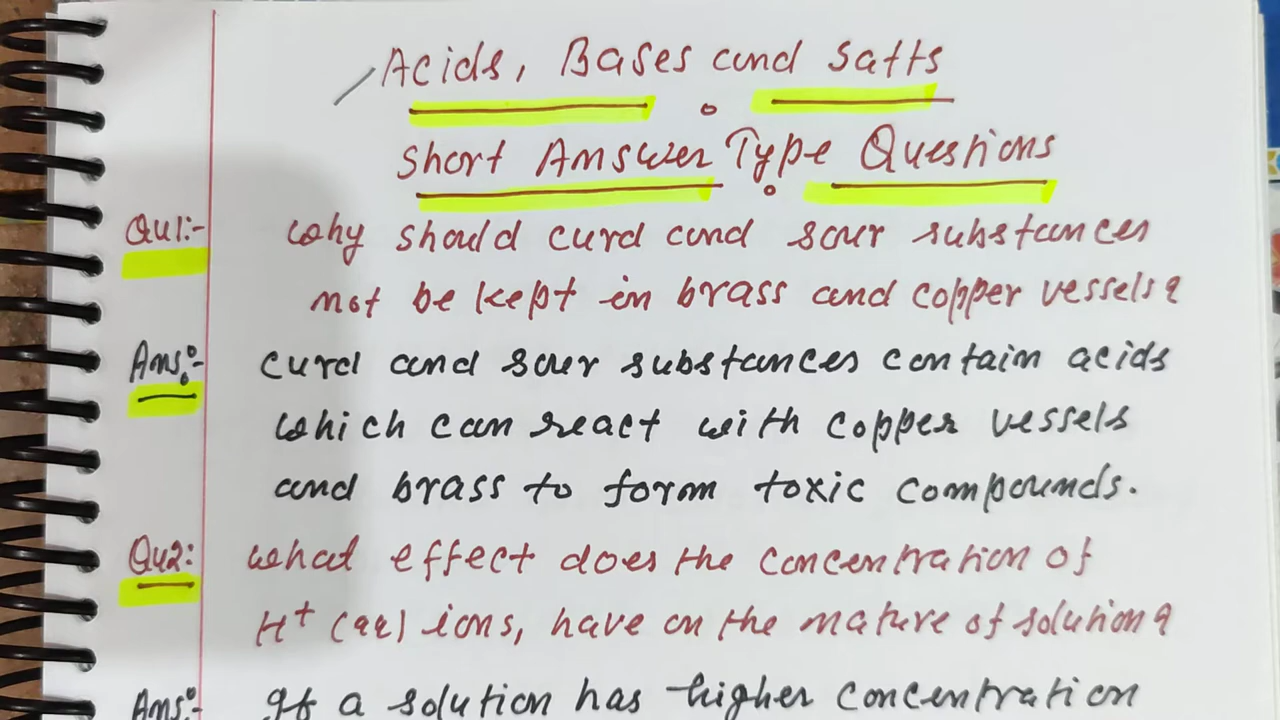 Acids, Bases and Salts
Short Answer Type Questions
Qu1:- Why should curd and sour substances
not be kept in brass and copper vessels?
Ans:- Curd and sour substances contain acids
which can react with copper vessels
and brass to form toxic compounds.
Qu2: What effect does the concentration of
H⁺ (aq) ions, have on the nature of solution?
Ans:- If a solution has higher concentration